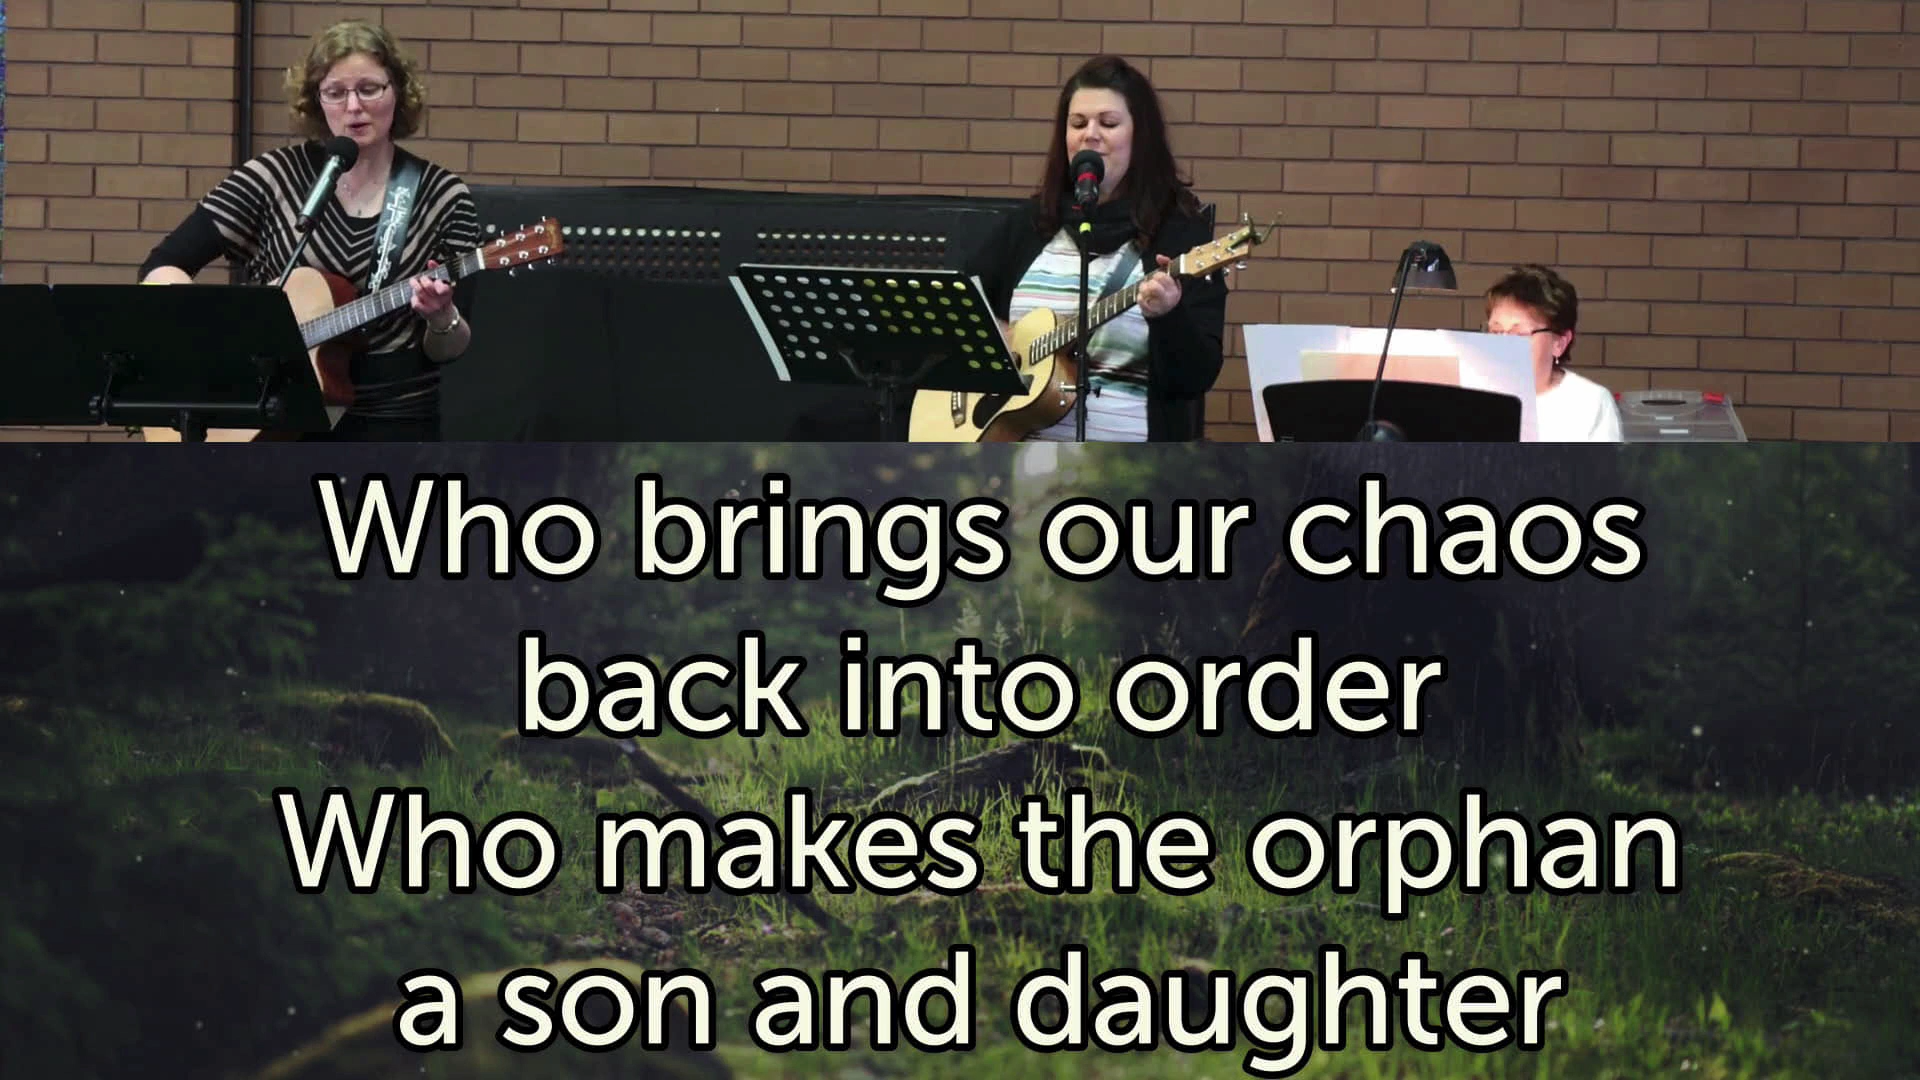 Who brings our chaos
back into order
Who makes the orphan
a son and daughter